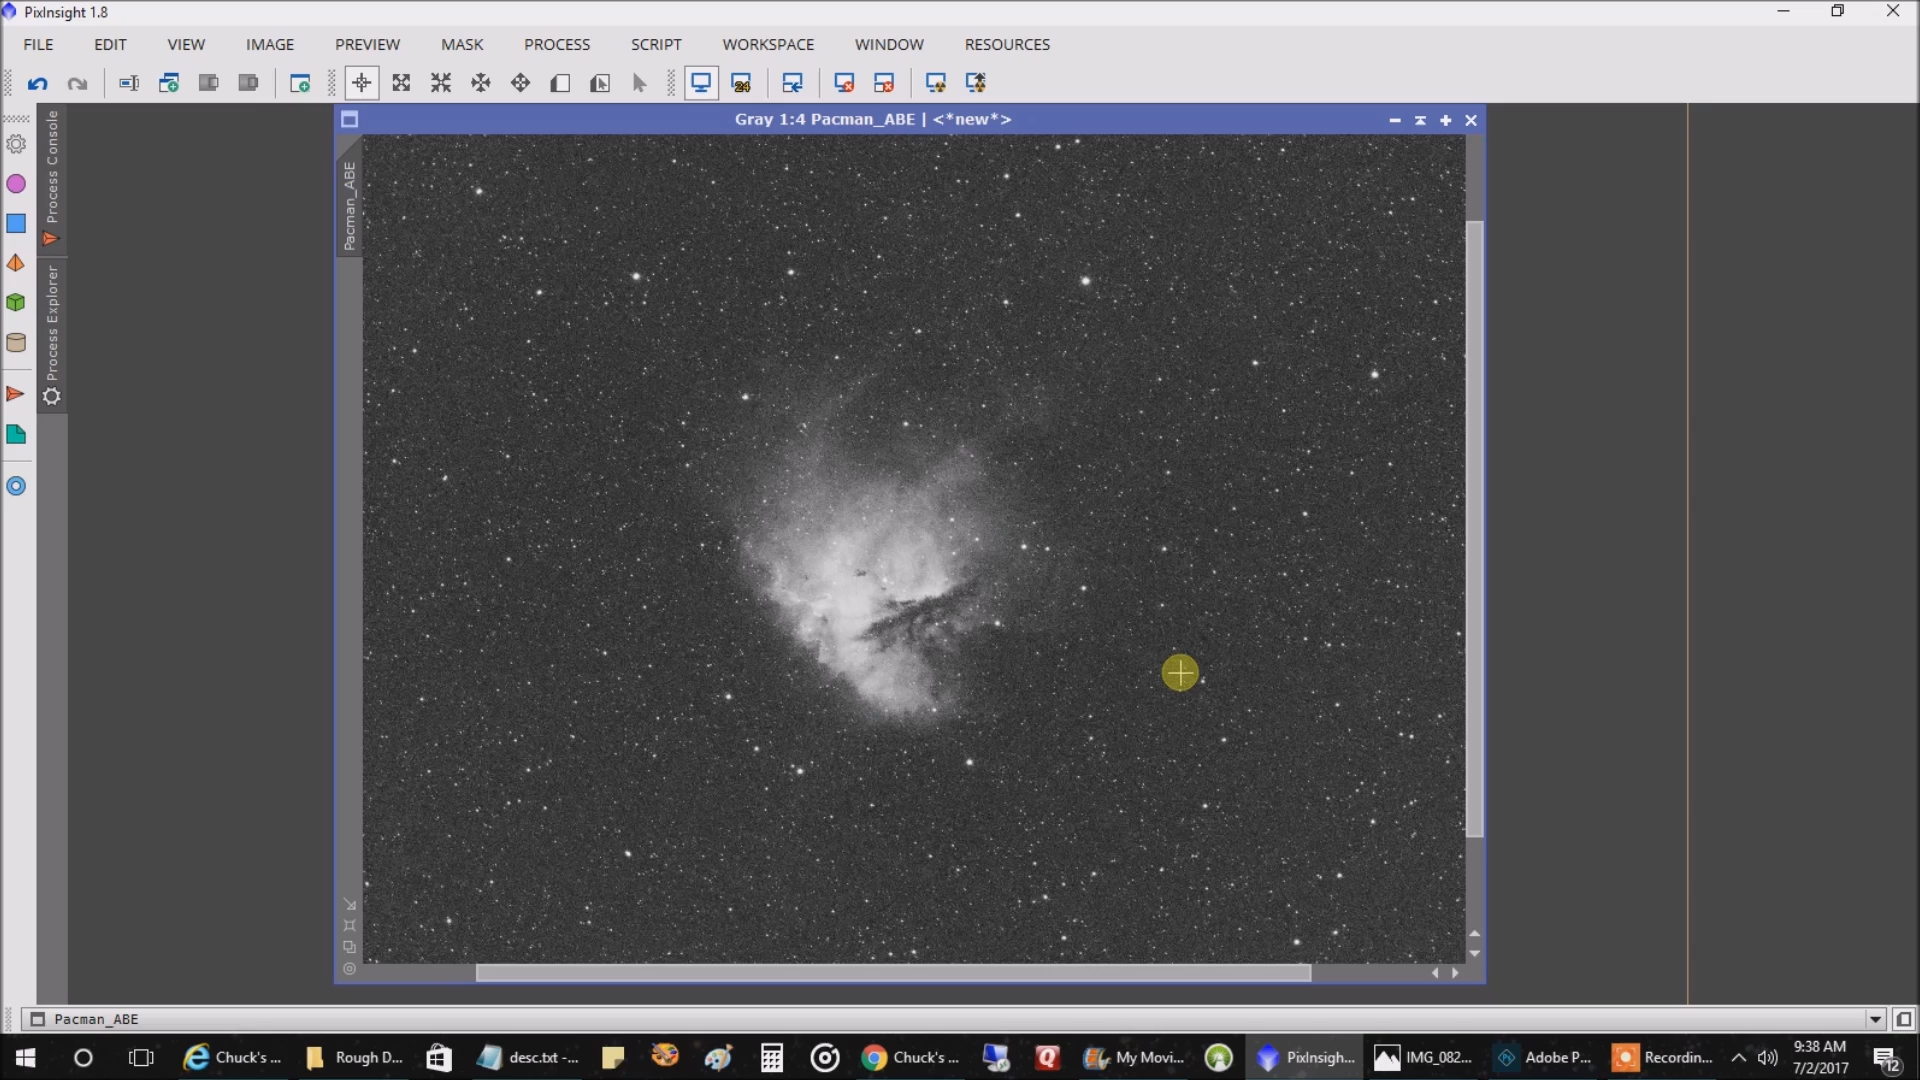 PixInsight 1.8
FILE EDIT VIEW IMAGE PREVIEW MASK PROCESS SCRIPT WORKSPACE WINDOW RESOURCES
24
Gray 1:4 Pacman_ABE | <*new*>
Process Console
Process Explorer
Pacman_ABE
Pacman_ABE
Chuck's ... Rough D... desc.txt -... Chuck's ... My Movi... PixInsigh... IMG_082... Adobe P... Recordin...
9:38 AM
7/2/2017
12